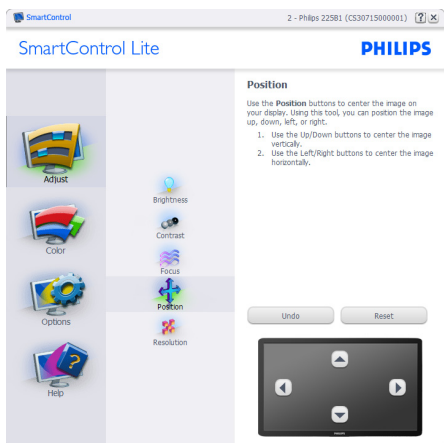 SmartControl
2 - Philips 225B1 (CS30715000001)
?
SmartControl Lite
PHILIPS
Adjust
Color
Options
Help
Brightness
Contrast
Focus
Position
Resolution
Position
Use the Position buttons to center the image on
your display. Using this tool, you can position the image
up, down, left, or right.
1. Use the Up/Down buttons to center the image
vertically.
2. Use the Left/Right buttons to center the image
horizontally.
Undo
Reset
PHILIPS